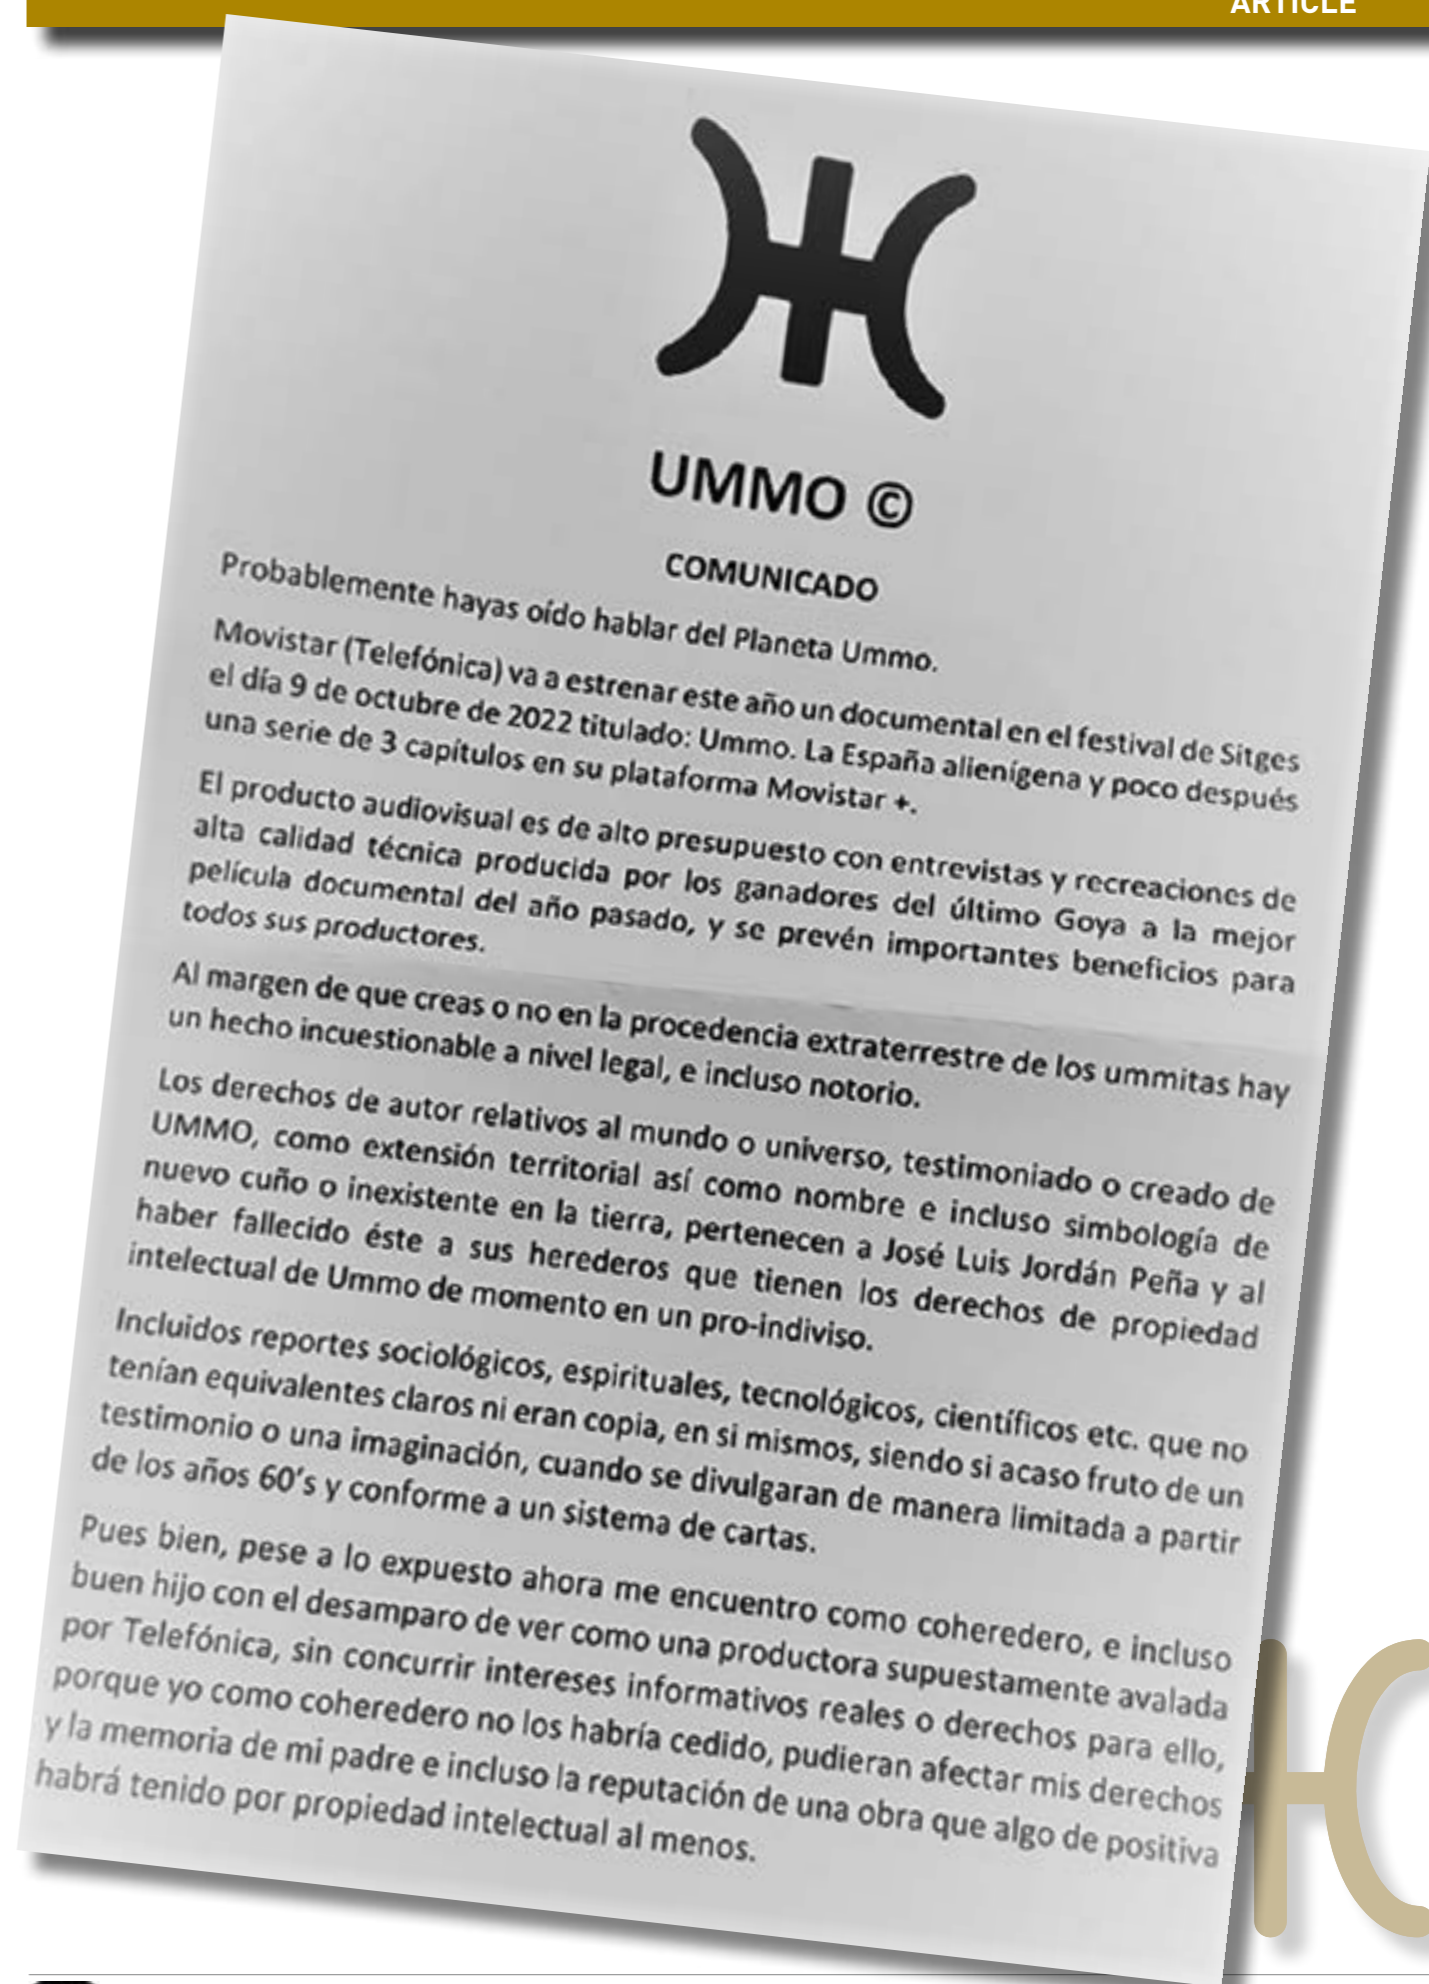 ARTICLE
UMMO ©
COMUNICADO
Probablemente hayas oído hablar del Planeta Ummo.
Movistar (Telefónica) va a estrenar este año un documental en el festival de Sitges
el día 9 de octubre de 2022 titulado: Ummo. La España alienígena y poco después
una serie de 3 capítulos en su plataforma Movistar +.
El producto audiovisual es de alto presupuesto con entrevistas y recreaciones de
alta calidad técnica producida por los ganadores del último Goya a la mejor
película documental del año pasado, y se prevén importantes beneficios para
todos sus productores.
Al margen de que creas o no en la procedencia extraterrestre de los ummitas hay
un hecho incuestionable a nivel legal, e incluso notorio.
Los derechos de autor relativos al mundo o universo, testimoniado o creado de
UMMO, como extensión territorial así como nombre e incluso simbología de
nuevo cuño o inexistente en la tierra, pertenecen a José Luis Jordán Peña y al
haber fallecido éste a sus herederos que tienen los derechos de propiedad
intelectual de Ummo de momento en un pro-indiviso.
Incluidos reportes sociológicos, espirituales, tecnológicos, científicos etc. que no
tenían equivalentes claros ni eran copia, en si mismos, siendo si acaso fruto de un
testimonio o una imaginación, cuando se divulgaran de manera limitada a partir
de los años 60's y conforme a un sistema de cartas.
Pues bien, pese a lo expuesto ahora me encuentro como coheredero, e incluso
buen hijo con el desamparo de ver como una productora supuestamente avalada
por Telefónica, sin concurrir intereses informativos reales o derechos para ello,
porque yo como coheredero no los habría cedido, pudieran afectar mis derechos
y la memoria de mi padre e incluso la reputación de una obra que algo de positiva
habrá tenido por propiedad intelectual al menos.